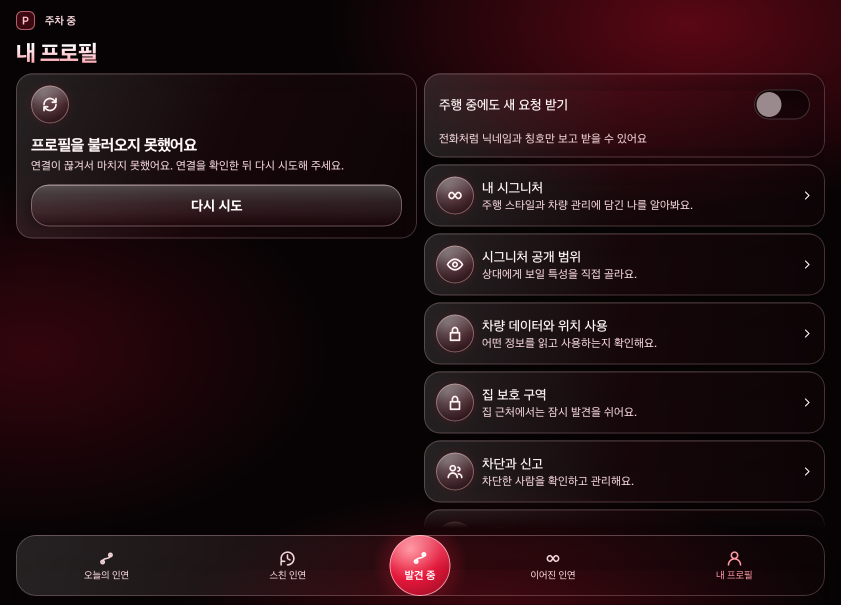 P 주차 중
내 프로필
프로필을 불러오지 못했어요
연결이 끊겨서 마치지 못했어요. 연결을 확인한 뒤 다시 시도해 주세요.
다시 시도
주행 중에도 새 요청 받기
전화처럼 닉네임과 칭호만 보고 받을 수 있어요
내 시그니처
주행 스타일과 차량 관리에 담긴 나를 알아봐요.
시그니처 공개 범위
상대에게 보일 특성을 직접 골라요.
차량 데이터와 위치 사용
어떤 정보를 읽고 사용하는지 확인해요.
집 보호 구역
집 근처에서는 잠시 발견을 쉬어요.
차단과 신고
차단한 사람을 확인하고 관리해요.
오늘의 인연
스친 인연
발견 중
이어진 인연
내 프로필